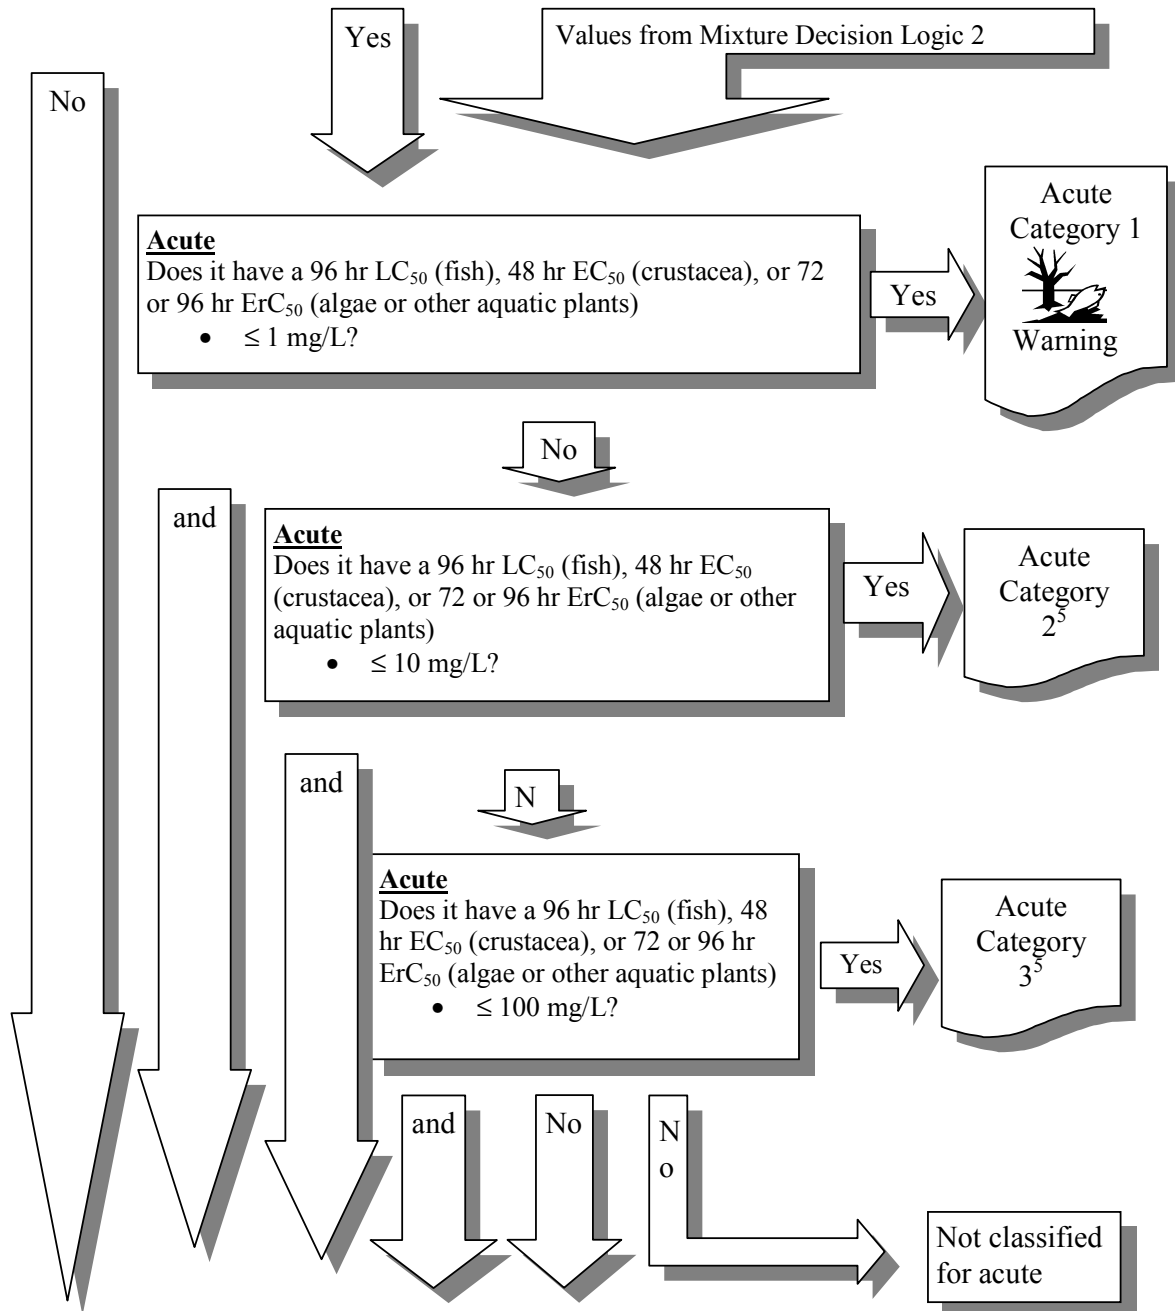 Yes
Values from Mixture Decision Logic 2
No
Acute
Does it have a 96 hr LC50 (fish), 48 hr EC50 (crustacea), or 72
or 96 hr ErC50 (algae or other aquatic plants)
• ≤ 1 mg/L?
Yes
Acute
Category 1
Warning
No
and
Acute
Does it have a 96 hr LC50 (fish), 48 hr EC50
(crustacea), or 72 or 96 hr ErC50 (algae or other
aquatic plants)
• ≤ 10 mg/L?
Yes
Acute
Category
2⁵
and
N
Acute
Does it have a 96 hr LC50 (fish), 48
hr EC50 (crustacea), or 72 or 96 hr
ErC50 (algae or other aquatic plants)
• ≤ 100 mg/L?
Yes
Acute
Category
3⁵
and
No
N
o
Not classified
for acute